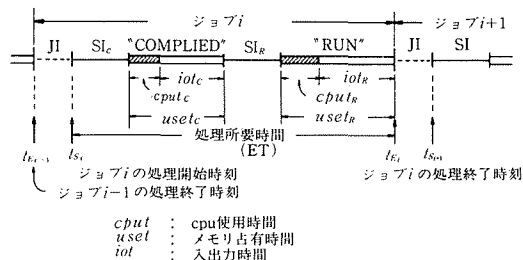 ジョブi
ジョブi+1
JI SIC "COMPLIED" SIR "RUN" JI SI
iotC iotR
cputC cputR
usetC usetR
処理所要時間
(ET)
tEi-1 tSi tEi tSi+1
ジョブiの処理開始時刻 ジョブiの処理終了時刻
ジョブi−1の処理終了時刻
cput : cpu使用時間
uset : メモリ占有時間
iot : 入出力時間